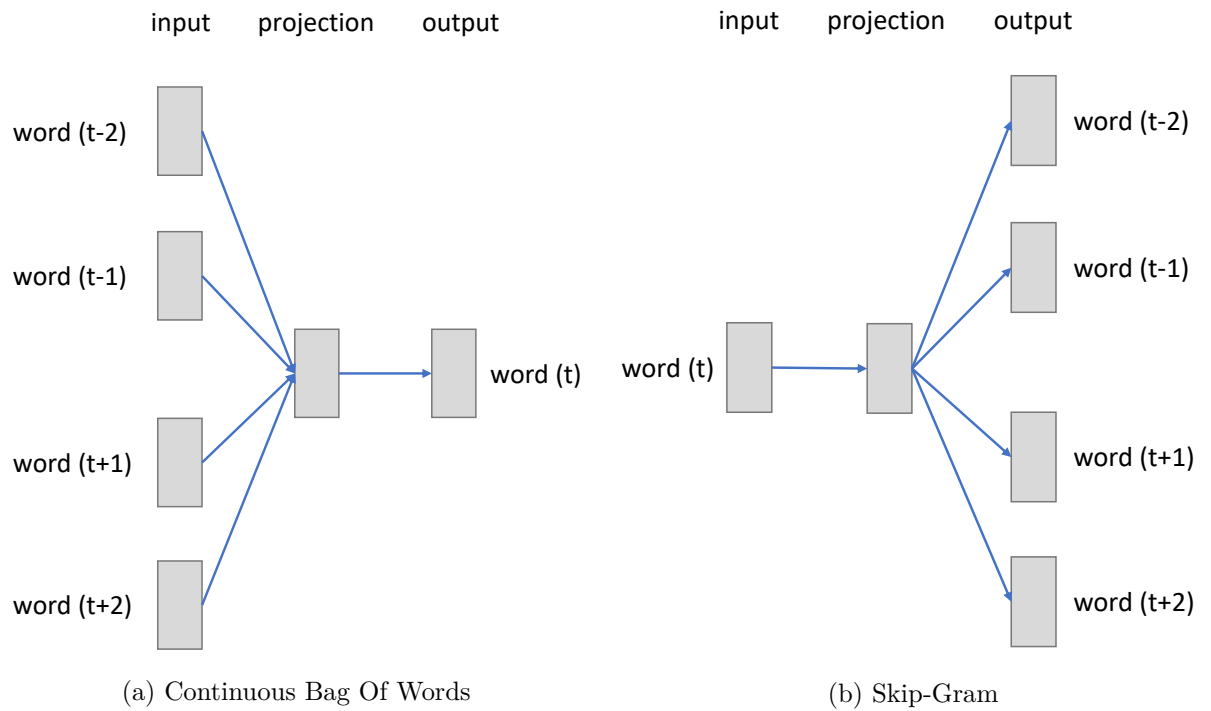 input projection output
word (t-2)
word (t-1)
word (t)
word (t+1)
word (t+2)
(a) Continuous Bag Of Words
input projection output
word (t)
word (t-2)
word (t-1)
word (t+1)
word (t+2)
(b) Skip-Gram